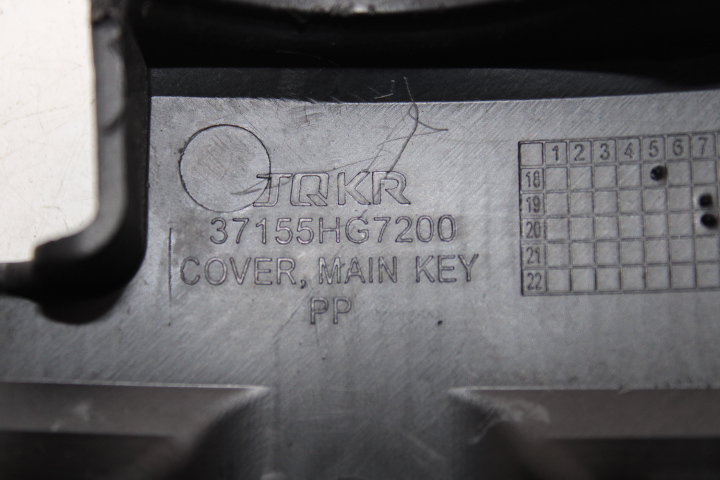 JQKR
37155HG7200
COVER, MAIN KEY
PP
1 2 3 4 5 6 7
18
19
20
21
22